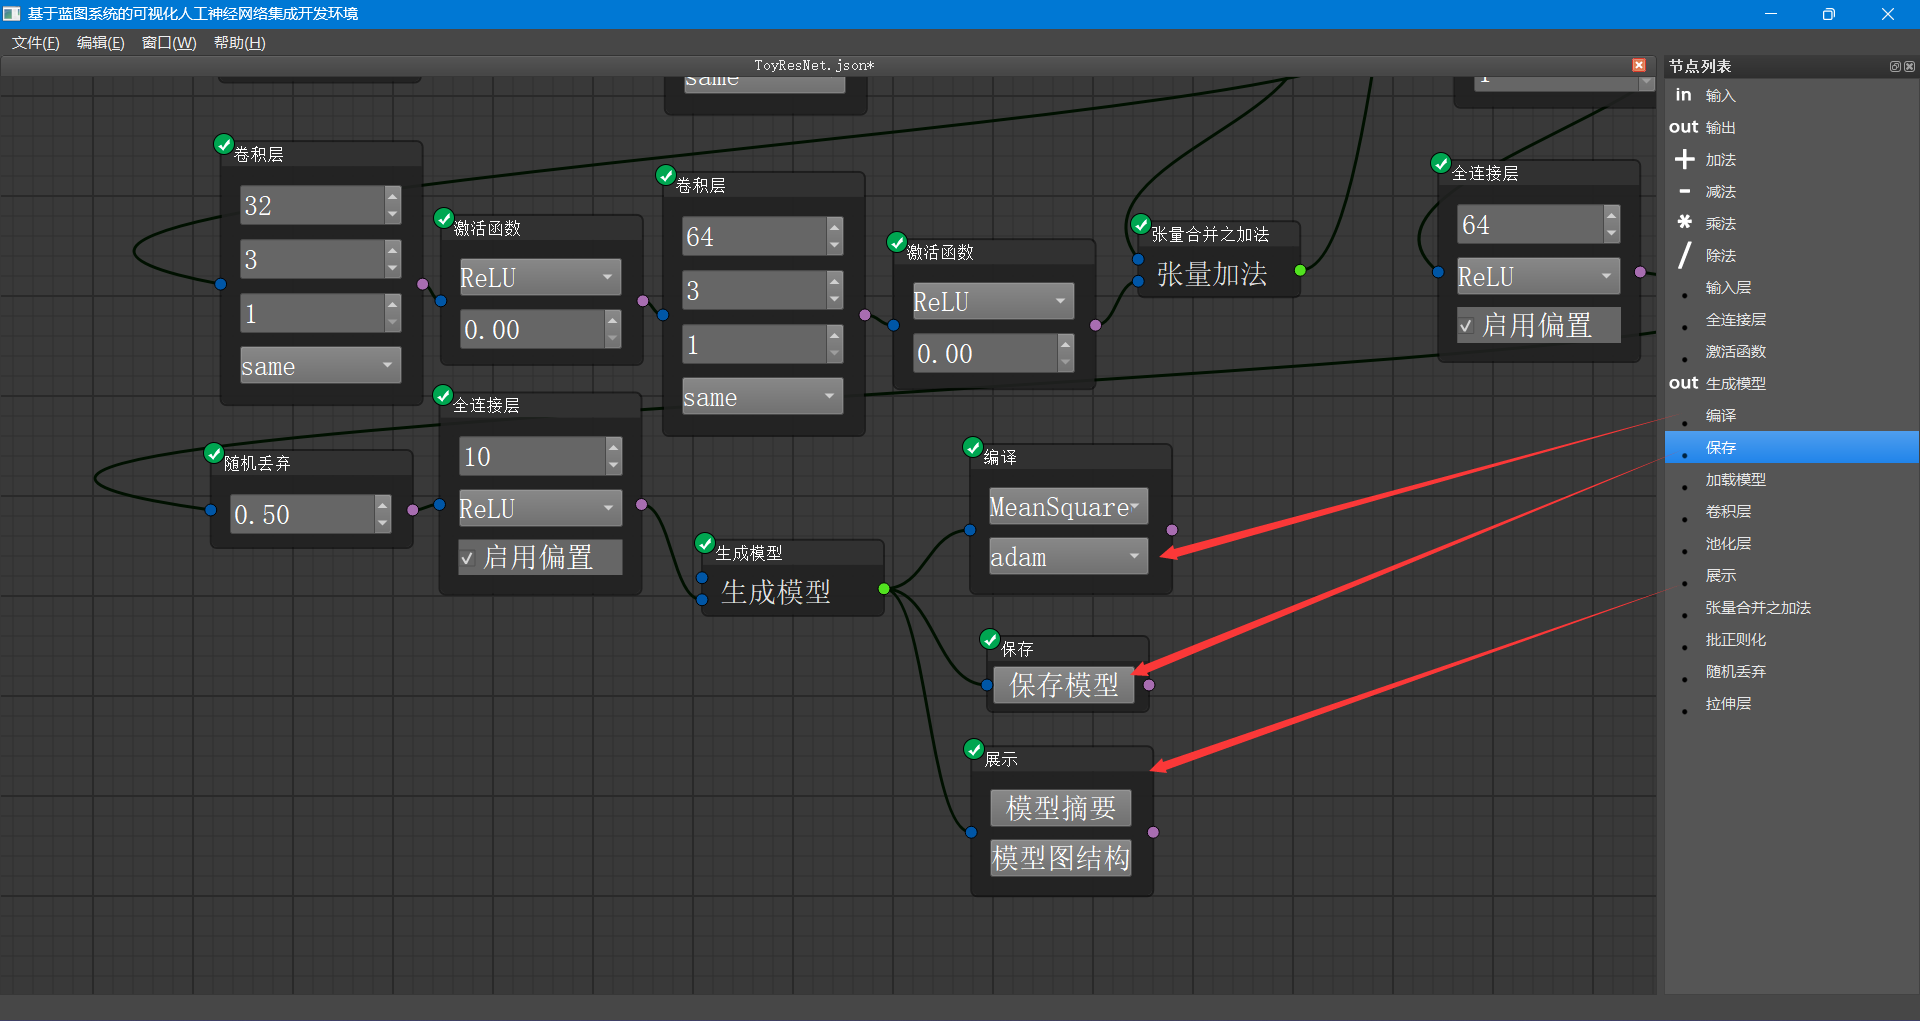 基于蓝图系统的可视化人工神经网络集成开发环境
文件(F) 编辑(E) 窗口(W) 帮助(H)
ToyResNet.json*
same
1
卷积层
32
3
1
same
激活函数
ReLU
0.00
卷积层
64
3
1
same
激活函数
ReLU
0.00
张量合并之加法
张量加法
全连接层
64
ReLU
启用偏置
随机丢弃
0.50
全连接层
10
ReLU
启用偏置
生成模型
生成模型
编译
MeanSquare
adam
保存
保存模型
展示
模型摘要
模型图结构
节点列表
in 输入
out 输出
+ 加法
- 减法
* 乘法
/ 除法
输入层
全连接层
激活函数
out 生成模型
编译
保存
加载模型
卷积层
池化层
展示
张量合并之加法
批正则化
随机丢弃
拉伸层